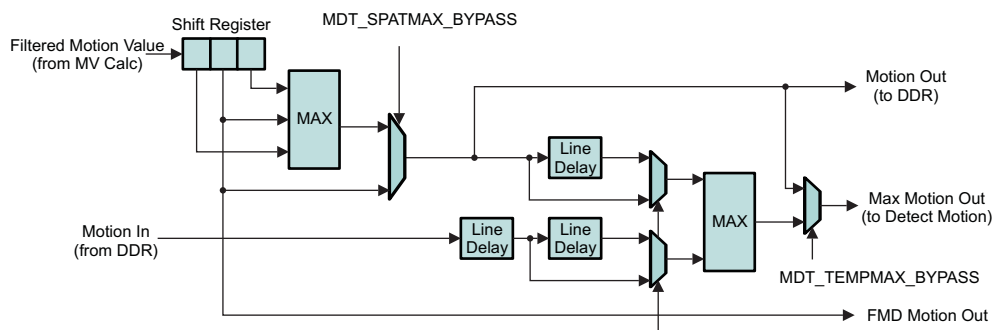 MDT_SPATMAX_BYPASS
Shift Register
Filtered Motion Value
(from MV Calc)
MAX
Motion Out
(to DDR)
Line
Delay
MAX
Max Motion Out
(to Detect Motion)
Motion In
(from DDR)
Line
Delay
Line
Delay
MDT_TEMPMAX_BYPASS
FMD Motion Out